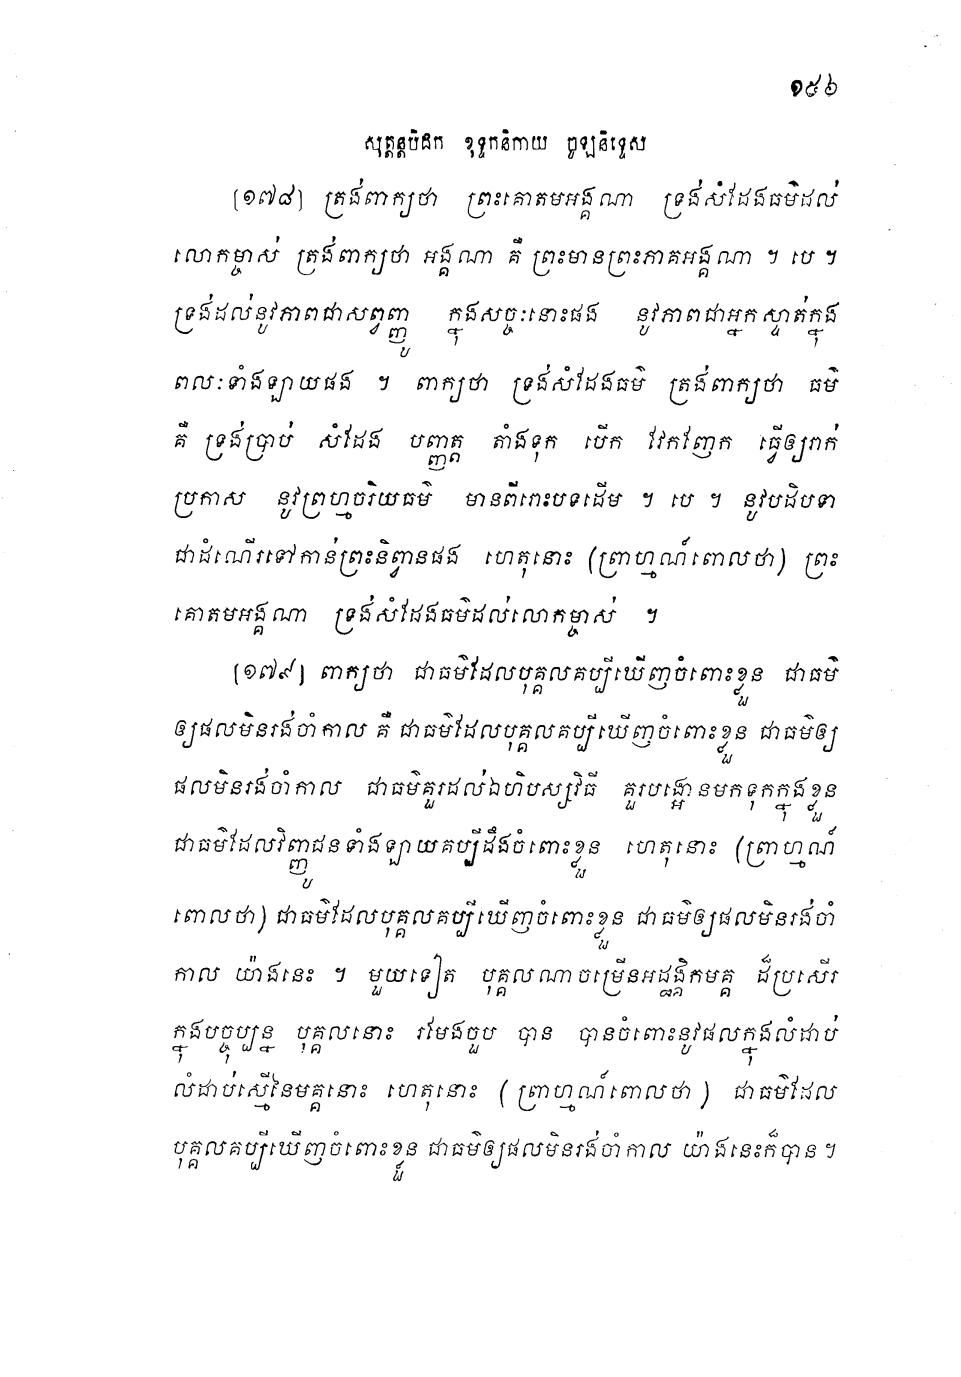 ១៥៦
សុត្តន្តបិដក ខុទ្ទកនិកាយ ចូឡនិទ្ទេស
[១៧៨] ត្រង់ពាក្យថា ព្រះគោតមអង្គណា ទ្រង់សំដែងធម៌ដល់
លោកម្ចាស់ ត្រង់ពាក្យថា អង្គណា គឺ ព្រះមានព្រះភាគអង្គណា ។ បេ ។
ទ្រង់ដល់នូវភាពជាសព្វញ្ញូ ក្នុងសច្ចៈនោះផង នូវភាពជាអ្នកស្ទាត់ក្នុង
ពលៈទាំងឡាយផង ។ ពាក្យថា ទ្រង់សំដែងធម៌ ត្រង់ពាក្យថា ធម៌
គឺ ទ្រង់ប្រាប់ សំដែង បញ្ញត្ត តាំងទុក បើក វែកញែក ធ្វើឲ្យរាក់
ប្រកាស នូវព្រហ្មចរិយធម៌ មានពីរោះបទដើម ។ បេ ។ នូវបដិបទា
ជាដំណើរទៅកាន់ព្រះនិព្វានផង ហេតុនោះ (ព្រាហ្មណ៍ពោលថា) ព្រះ
គោតមអង្គណា ទ្រង់សំដែងធម៌ដល់លោកម្ចាស់ ។
[១៧៩] ពាក្យថា ជាធម៌ដែលបុគ្គលគប្បីឃើញចំពោះខ្លួន ជាធម៌
ឲ្យផលមិនរង់ចាំកាល គឺ ជាធម៌ដែលបុគ្គលគប្បីឃើញចំពោះខ្លួន ជាធម៌ឲ្យ
ផលមិនរង់ចាំកាល ជាធម៌គួរដល់ឯហិបស្សវិធី គួរបង្អោនមកទុកក្នុងខ្លួន
ជាធម៌ដែលវិញ្ញូជនទាំងឡាយគប្បីដឹងចំពោះខ្លួន ហេតុនោះ (ព្រាហ្មណ៍
ពោលថា) ជាធម៌ដែលបុគ្គលគប្បីឃើញចំពោះខ្លួន ជាធម៌ឲ្យផលមិនរង់ចាំ
កាល យ៉ាងនេះ ។ មួយទៀត បុគ្គលណាចម្រើនអដ្ឋង្គិកមគ្គ ដ៏ប្រសើរ
ក្នុងបច្ចុប្បន្ន បុគ្គលនោះ រមែងចួប បាន បានចំពោះនូវផលក្នុងលំដាប់
លំដាប់ស្មើនៃមគ្គនោះ ហេតុនោះ (ព្រាហ្មណ៍ពោលថា) ជាធម៌ដែល
បុគ្គលគប្បីឃើញចំពោះខ្លួន ជាធម៌ឲ្យផលមិនរង់ចាំកាល យ៉ាងនេះក៏បាន ។